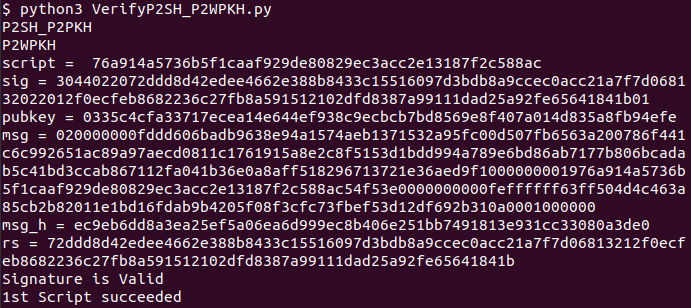 $ python3 VerifyP2SH_P2WPKH.py
P2SH_P2PKH
P2WPKH
script =  76a914a5736b5f1caaf929de80829ec3acc2e13187f2c588ac
sig = 3044022072ddd8d42edee4662e388b8433c15516097d3bdb8a9ccec0acc21a7f7d0681
32022012f0ecfeb8682236c27fb8a591512102dfd8387a99111dad25a92fe65641841b01
pubkey = 0335c4cfa33717ecea14e644ef938c9ecbcb7bd8569e8f407a014d835a8fb94efe
msg = 020000000fddd606badb9638e94a1574aeb1371532a95fc00d507fb6563a200786f441
c6c992651ac89a97aecd0811c1761915a8e2c8f5153d1bdd994a789e6bd86ab7177b806bcada
b5c41bd3ccab867112fa041b36e0a8aff518296713721e36aed9f1000000001976a914a5736b
5f1caaf929de80829ec3acc2e13187f2c588ac54f53e0000000000feffffff63ff504d4c463a
85cb2b82011e1bd16fdab9b4205f08f3cfc73fbef53d12df692b310a0001000000
msg_h = ec9eb6dd8a3ea25ef5a06ea6d999ec8b406e251bb7491813e931cc33080a3de0
rs = 72ddd8d42edee4662e388b8433c15516097d3bdb8a9ccec0acc21a7f7d06813212f0ecf
eb8682236c27fb8a591512102dfd8387a99111dad25a92fe65641841b
Signature is Valid
1st Script succeeded